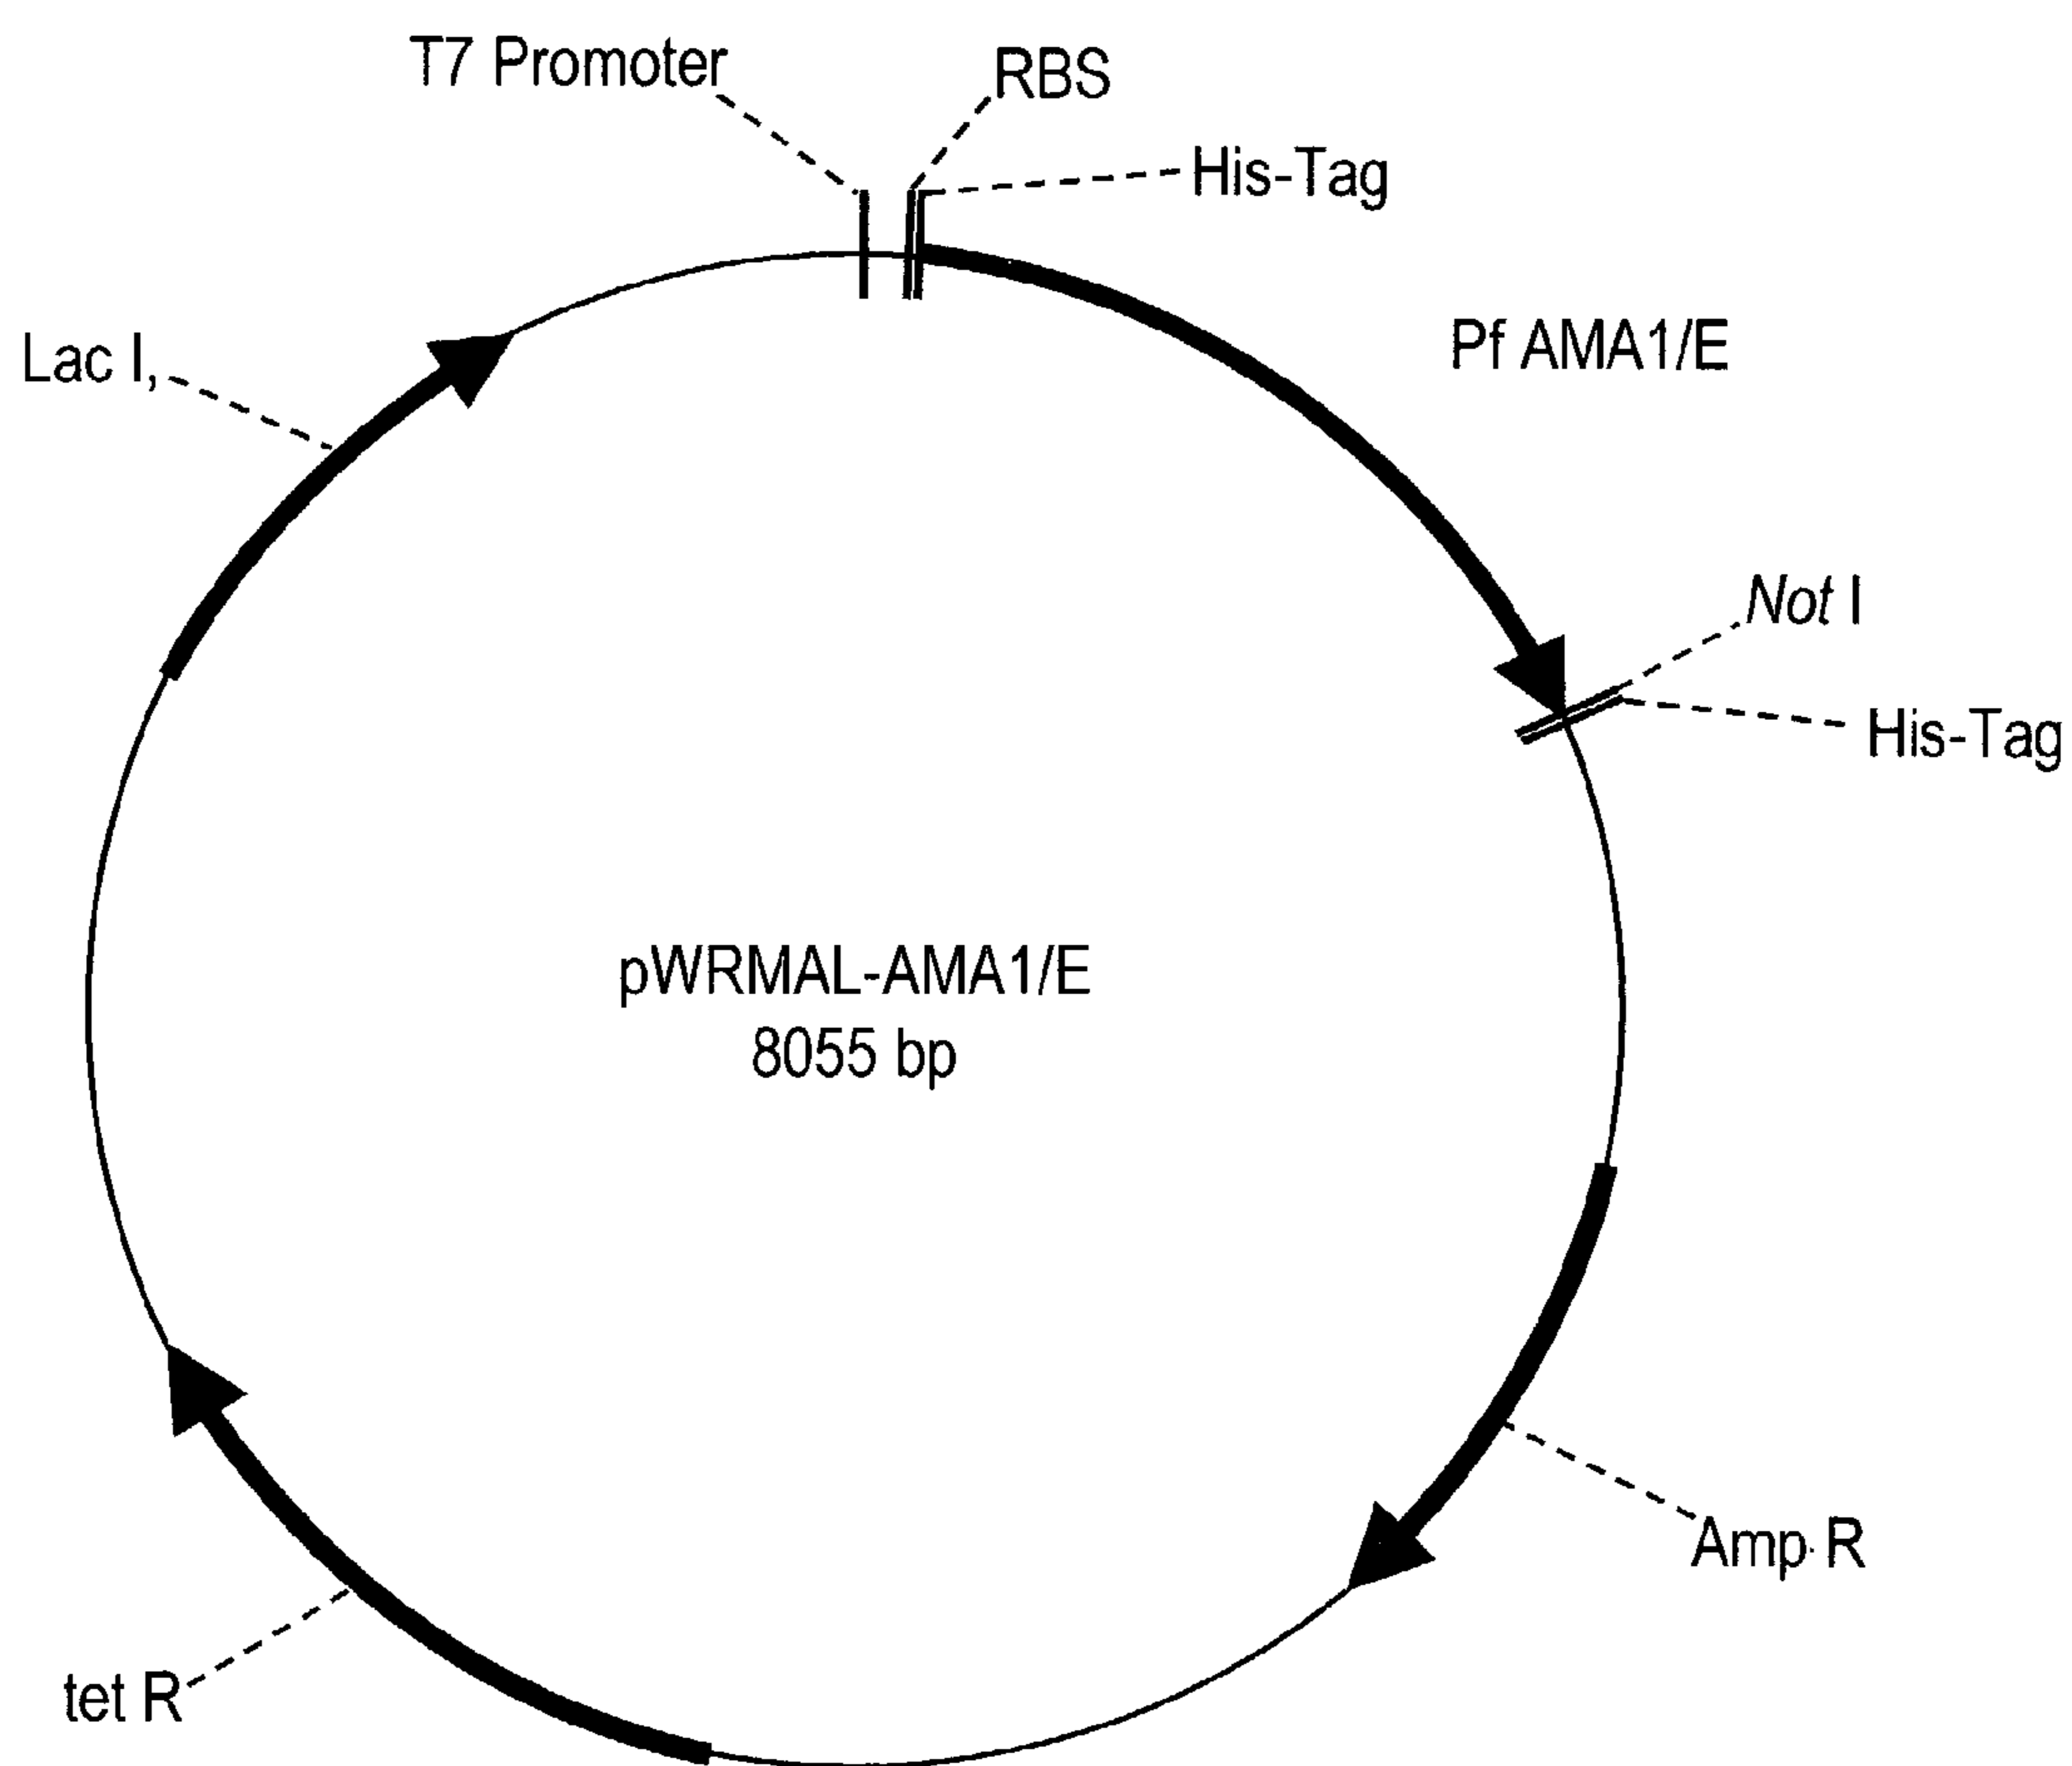 T7 Promoter
RBS
His-Tag
Lac I,
Pf AMA1/E
Not I
His-Tag
pWRMAL-AMA1/E
8055 bp
Amp R
tet R